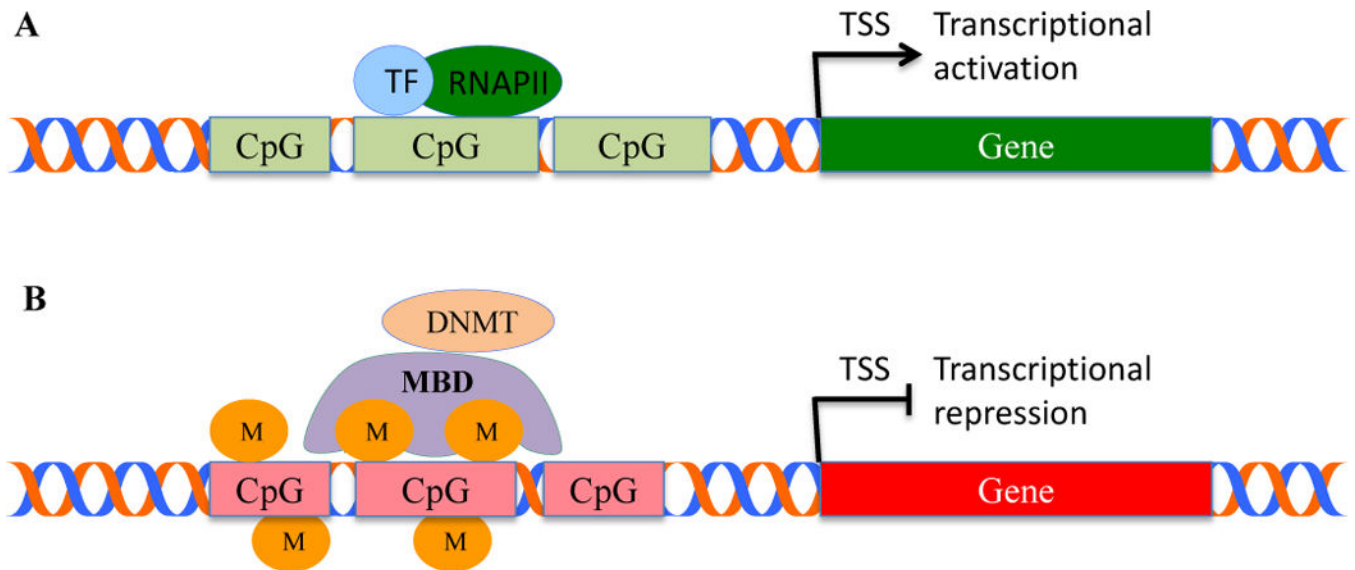 A
TSS Transcriptional
activation
TF RNAPII
CpG CpG CpG Gene
B
DNMT
MBD
TSS Transcriptional
repression
M M M
CpG CpG CpG Gene
M M